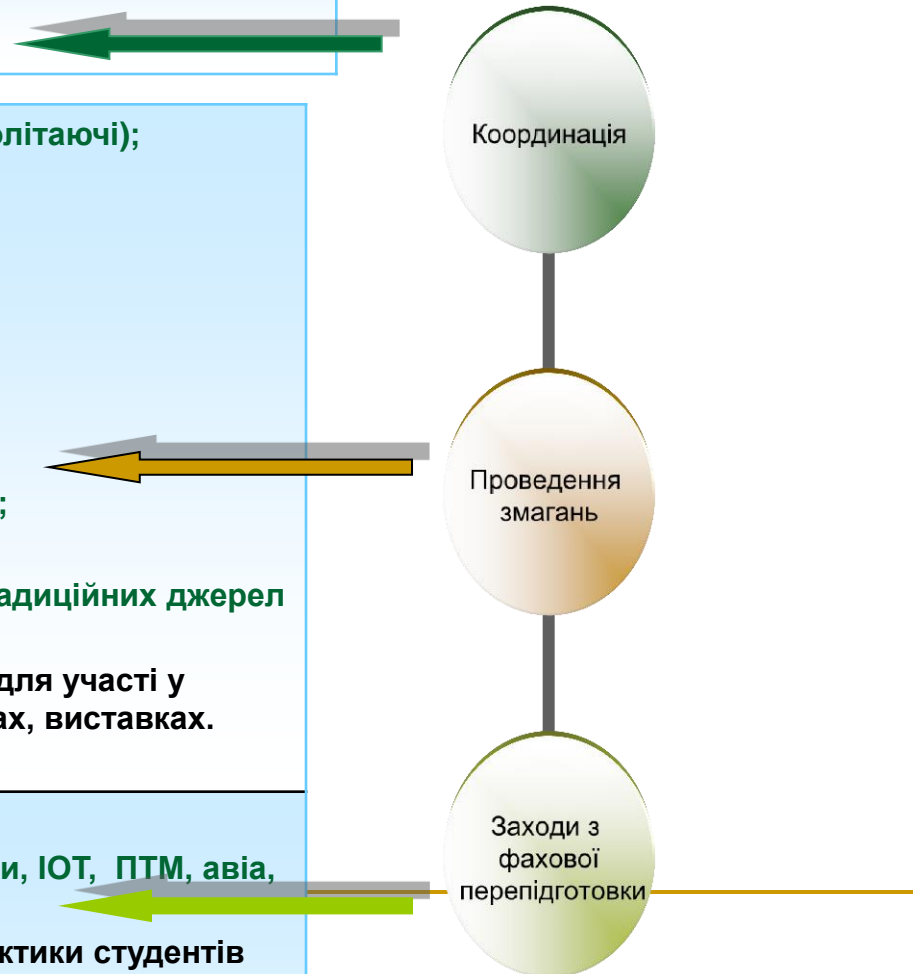 олітаючі);
;
адиційних джерел
для участі у
ах, виставках.
и, ІОТ, ПТМ, авіа,
ктики студентів
Координація
Проведення
змагань
Заходи з
фахової
перепідготовки